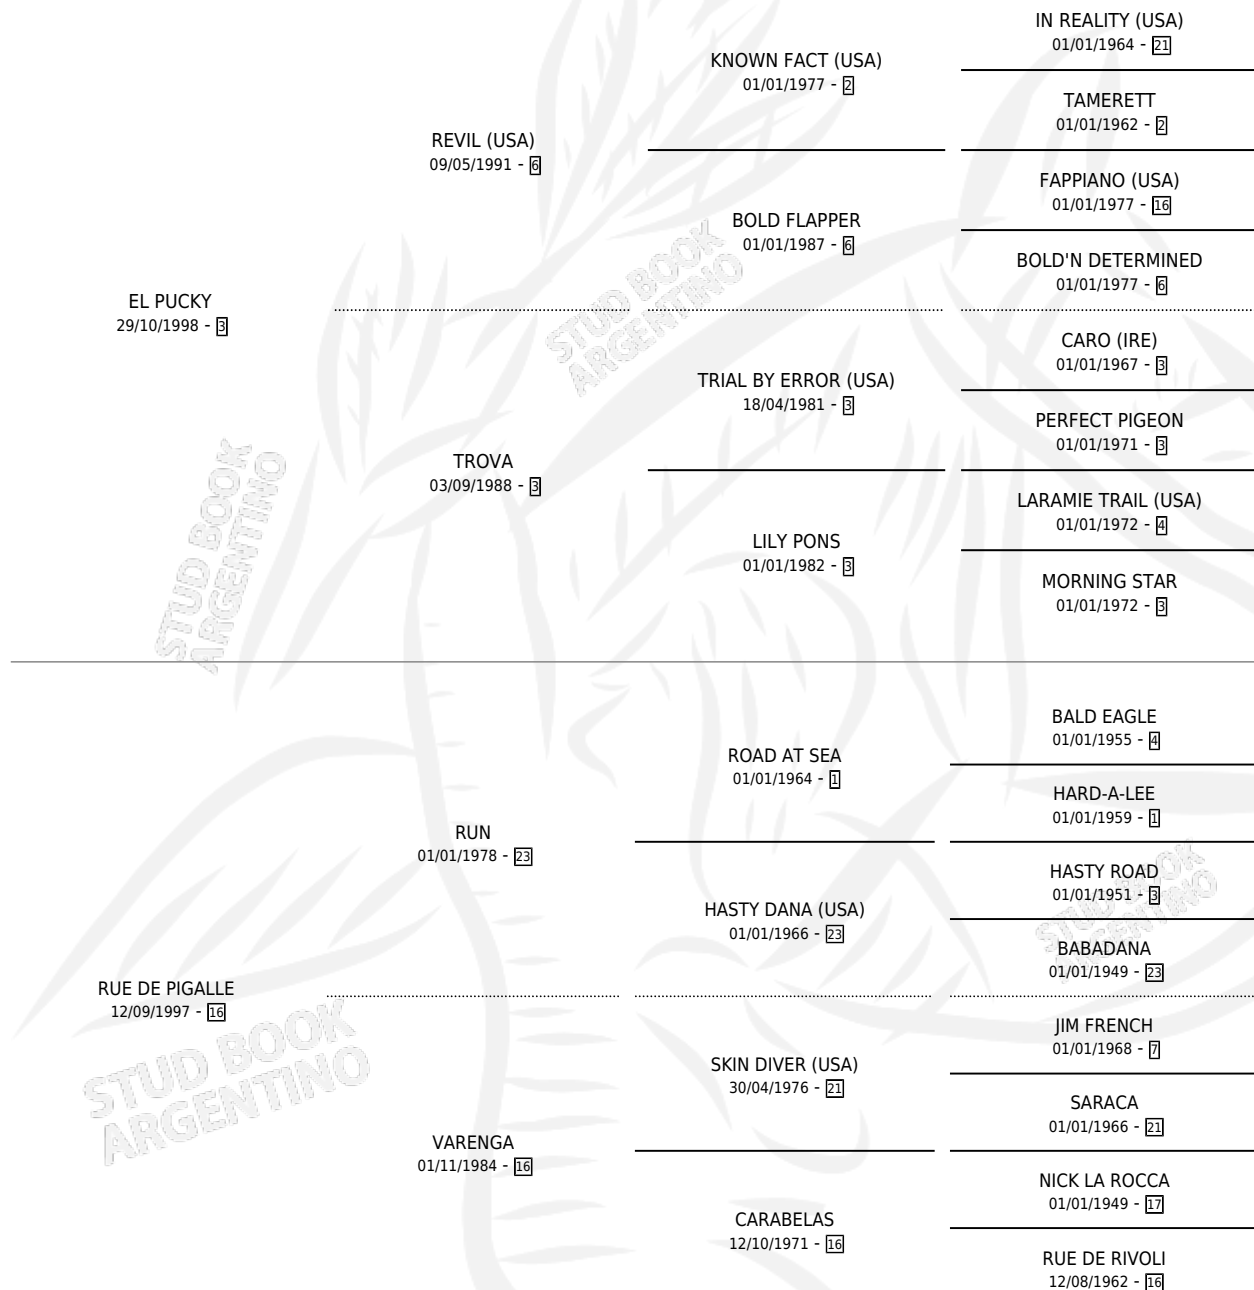 IN REALITY (USA)
01/01/1964 - 21
KNOWN FACT (USA)
01/01/1977 - 2
TAMERETT
01/01/1962 - 2
REVIL (USA)
09/05/1991 - 6
FAPPIANO (USA)
01/01/1977 - 16
BOLD FLAPPER
01/01/1987 - 6
BOLD'N DETERMINED
01/01/1977 - 6
EL PUCKY
29/10/1998 - 3
CARO (IRE)
01/01/1967 - 3
TRIAL BY ERROR (USA)
18/04/1981 - 3
PERFECT PIGEON
01/01/1971 - 3
TROVA
03/09/1988 - 3
LARAMIE TRAIL (USA)
01/01/1972 - 4
LILY PONS
01/01/1982 - 3
MORNING STAR
01/01/1972 - 3
BALD EAGLE
01/01/1955 - 4
ROAD AT SEA
01/01/1964 - 1
HARD-A-LEE
01/01/1959 - 1
RUN
01/01/1978 - 23
HASTY ROAD
01/01/1951 - 3
HASTY DANA (USA)
01/01/1966 - 23
BABADANA
01/01/1949 - 23
RUE DE PIGALLE
12/09/1997 - 16
JIM FRENCH
01/01/1968 - 7
SKIN DIVER (USA)
30/04/1976 - 21
SARACA
01/01/1966 - 21
VARENGA
01/11/1984 - 16
NICK LA ROCCA
01/01/1949 - 17
CARABELAS
12/10/1971 - 16
RUE DE RIVOLI
12/08/1962 - 16
STUD BOOK
ARGENTINO
STUD BOOK
ARGENTINO
STUD BOOK
ARGENTINO
STUD BOOK
ARGENTINO